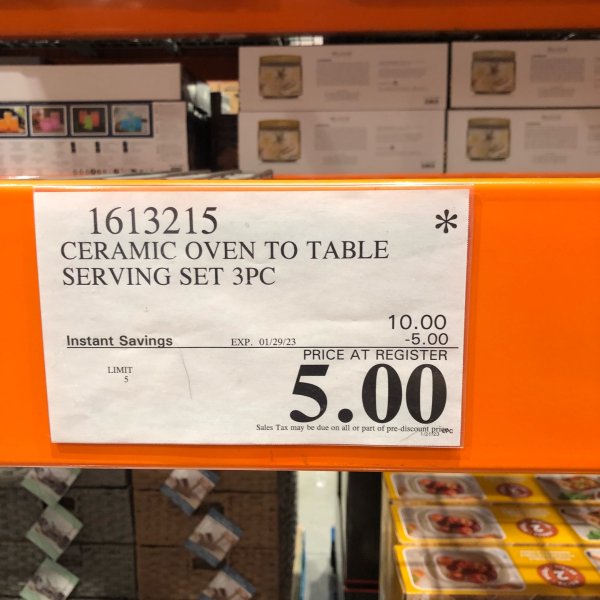 1613215
*
CERAMIC OVEN TO TABLE
SERVING SET 3PC
10.00
Instant Savings EXP. 01/29/23 -5.00
PRICE AT REGISTER
LIMIT
5
5.00
Sales Tax may be due on all or part of pre-discount price